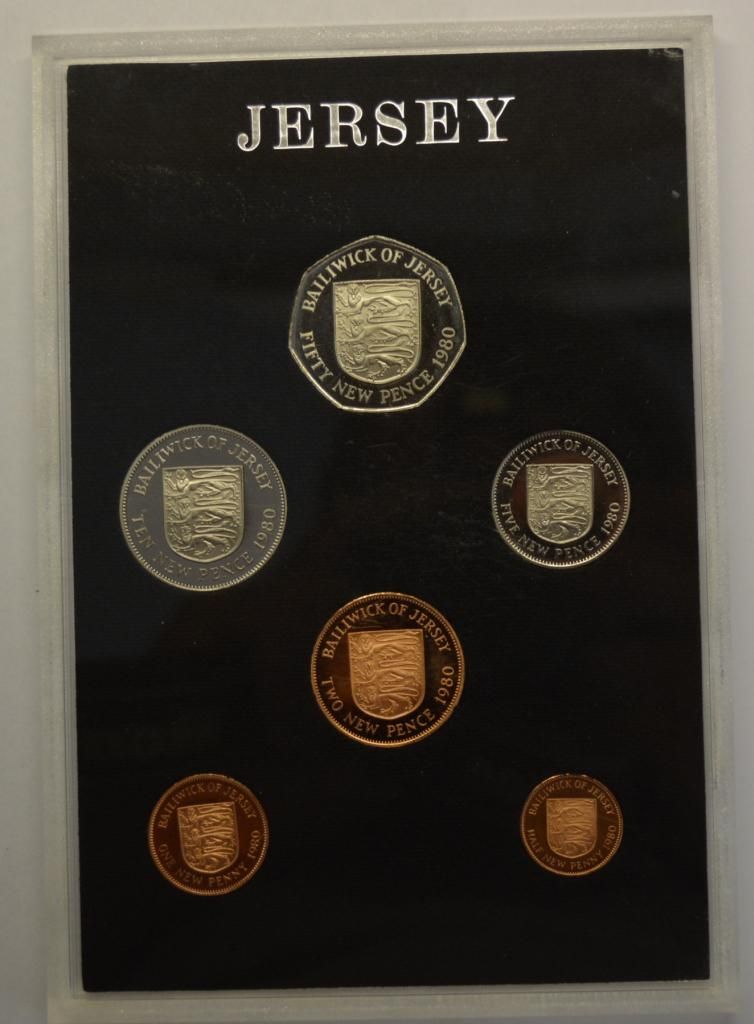 JERSEY
BAILIWICK OF JERSEY
FIFTY NEW PENCE 1980
BAILIWICK OF JERSEY
TEN NEW PENCE 1980
BAILIWICK OF JERSEY
FIVE NEW PENCE 1980
BAILIWICK OF JERSEY
TWO NEW PENCE 1980
BAILIWICK OF JERSEY
ONE NEW PENNY 1980
BAILIWICK OF JERSEY
HALF NEW PENNY 1980